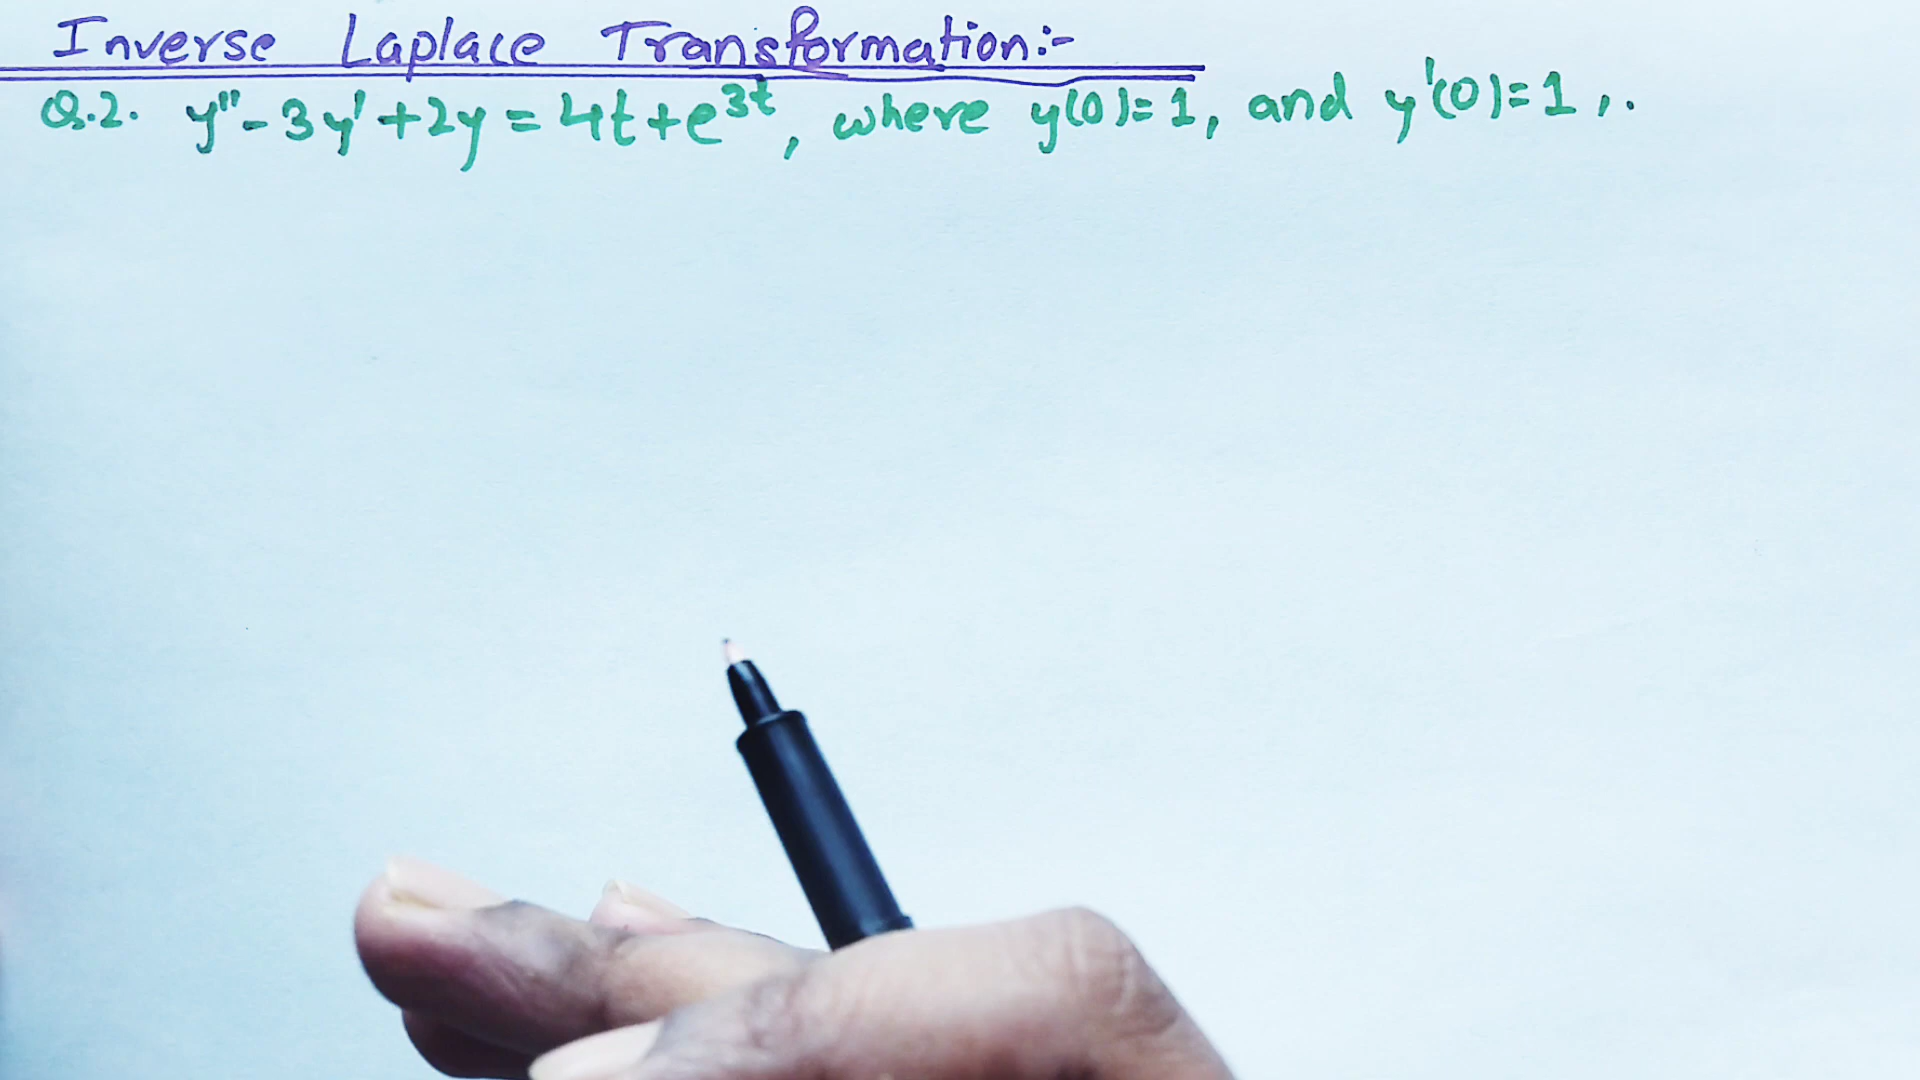 Inverse Laplace Transformation:-
Q.2. y"-3y'+2y=4t+e^3t, where y(0)=1, and y'(0)=1,.